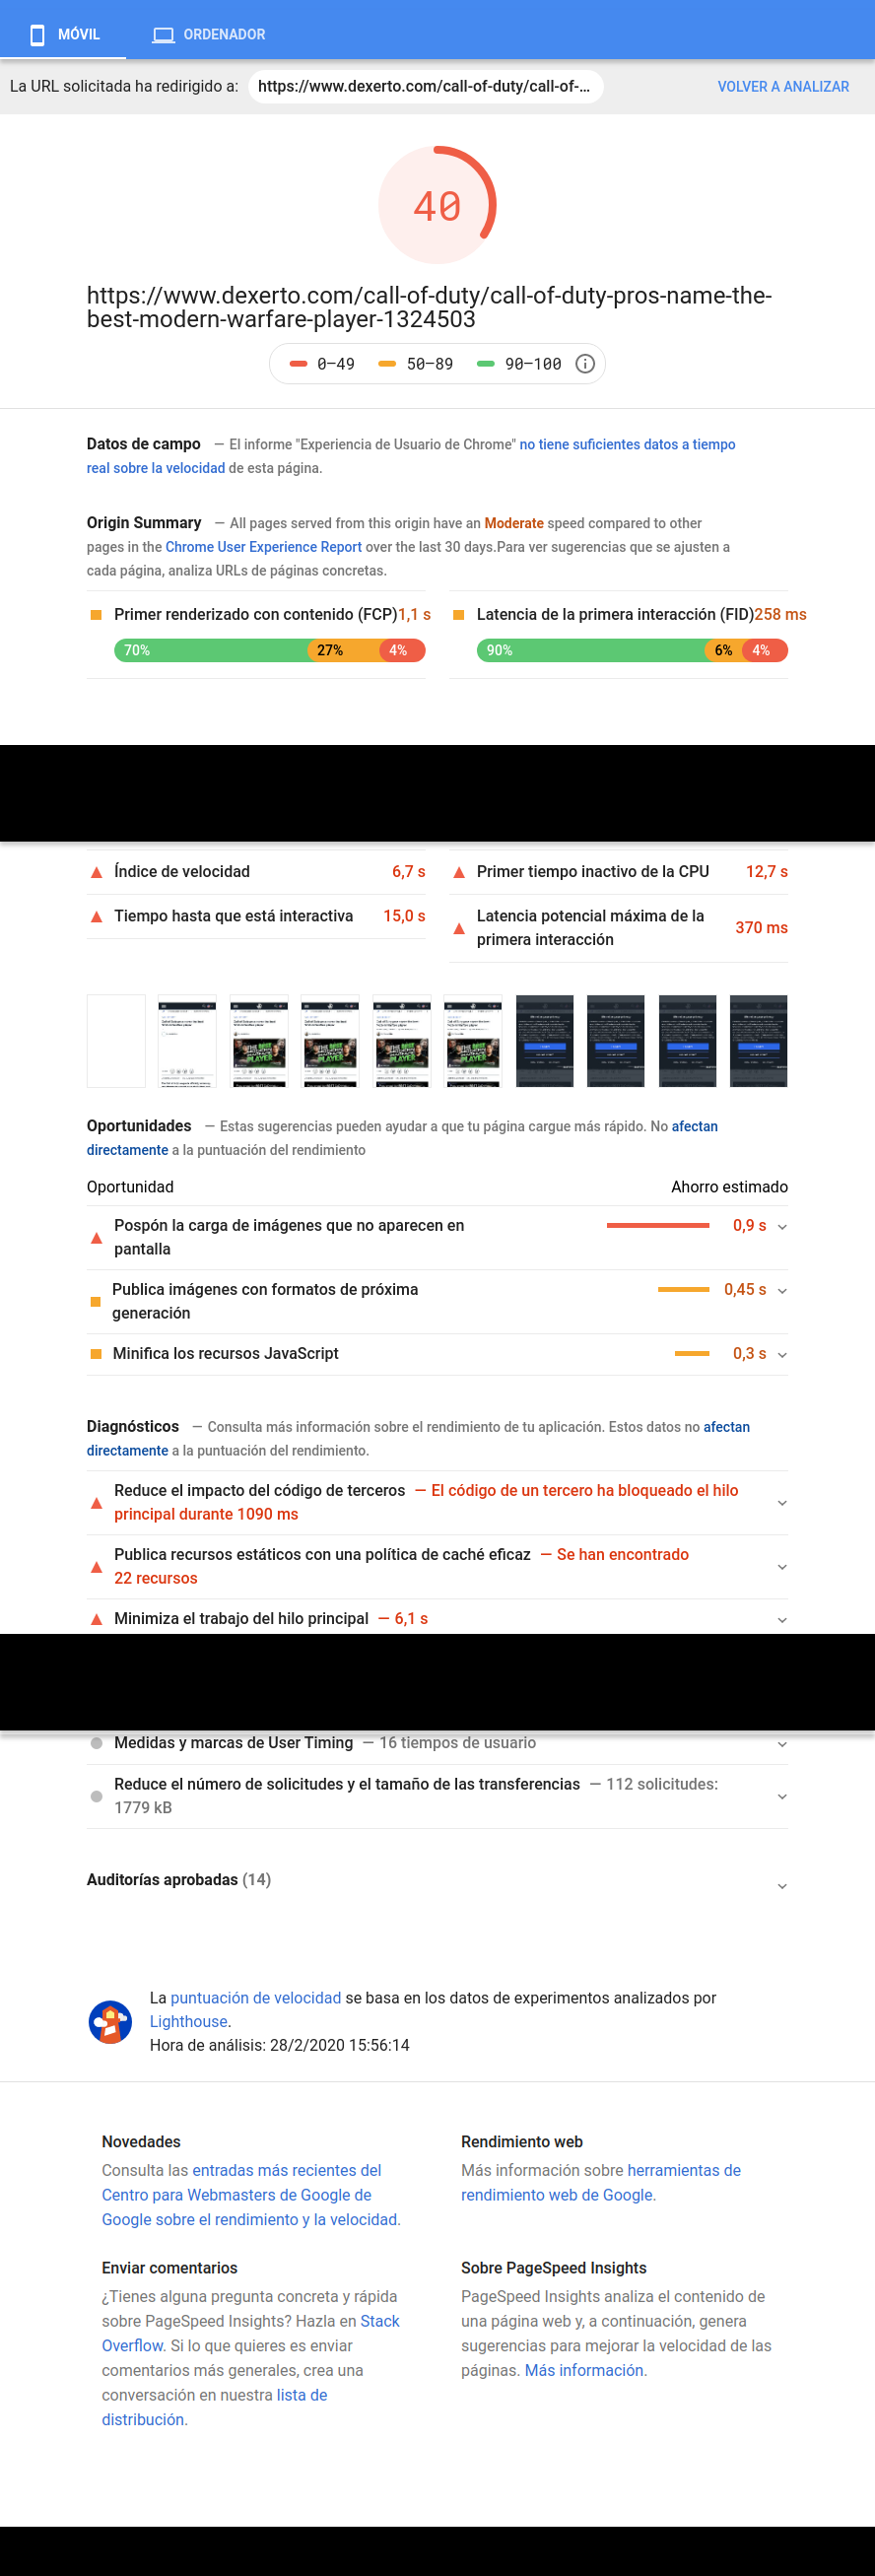 MÓVIL
ORDENADOR
La URL solicitada ha redirigido a: https://www.dexerto.com/call-of-duty/call-of-... VOLVER A ANALIZAR
40
https://www.dexerto.com/call-of-duty/call-of-duty-pros-name-the-
best-modern-warfare-player-1324503
0–49 50–89 90–100
Datos de campo — El informe "Experiencia de Usuario de Chrome" no tiene suficientes datos a tiempo
real sobre la velocidad de esta página.
Origin Summary — All pages served from this origin have an Moderate speed compared to other
pages in the Chrome User Experience Report over the last 30 days.Para ver sugerencias que se ajusten a
cada página, analiza URLs de páginas concretas.
Primer renderizado con contenido (FCP)1,1 s
70% 27% 4%
Latencia de la primera interacción (FID)258 ms
90% 6% 4%
Índice de velocidad 6,7 s
Primer tiempo inactivo de la CPU 12,7 s
Tiempo hasta que está interactiva 15,0 s
Latencia potencial máxima de la
primera interacción 370 ms
Oportunidades — Estas sugerencias pueden ayudar a que tu página cargue más rápido. No afectan
directamente a la puntuación del rendimiento
Oportunidad Ahorro estimado
Pospón la carga de imágenes que no aparecen en
pantalla 0,9 s
Publica imágenes con formatos de próxima
generación 0,45 s
Minifica los recursos JavaScript 0,3 s
Diagnósticos — Consulta más información sobre el rendimiento de tu aplicación. Estos datos no afectan
directamente a la puntuación del rendimiento.
Reduce el impacto del código de terceros — El código de un tercero ha bloqueado el hilo
principal durante 1090 ms
Publica recursos estáticos con una política de caché eficaz — Se han encontrado
22 recursos
Minimiza el trabajo del hilo principal — 6,1 s
Medidas y marcas de User Timing — 16 tiempos de usuario
Reduce el número de solicitudes y el tamaño de las transferencias — 112 solicitudes:
1779 kB
Auditorías aprobadas (14)
La puntuación de velocidad se basa en los datos de experimentos analizados por
Lighthouse.
Hora de análisis: 28/2/2020 15:56:14
Novedades
Consulta las entradas más recientes del
Centro para Webmasters de Google de
Google sobre el rendimiento y la velocidad.
Rendimiento web
Más información sobre herramientas de
rendimiento web de Google.
Enviar comentarios
¿Tienes alguna pregunta concreta y rápida
sobre PageSpeed Insights? Hazla en Stack
Overflow. Si lo que quieres es enviar
comentarios más generales, crea una
conversación en nuestra lista de
distribución.
Sobre PageSpeed Insights
PageSpeed Insights analiza el contenido de
una página web y, a continuación, genera
sugerencias para mejorar la velocidad de las
páginas. Más información.